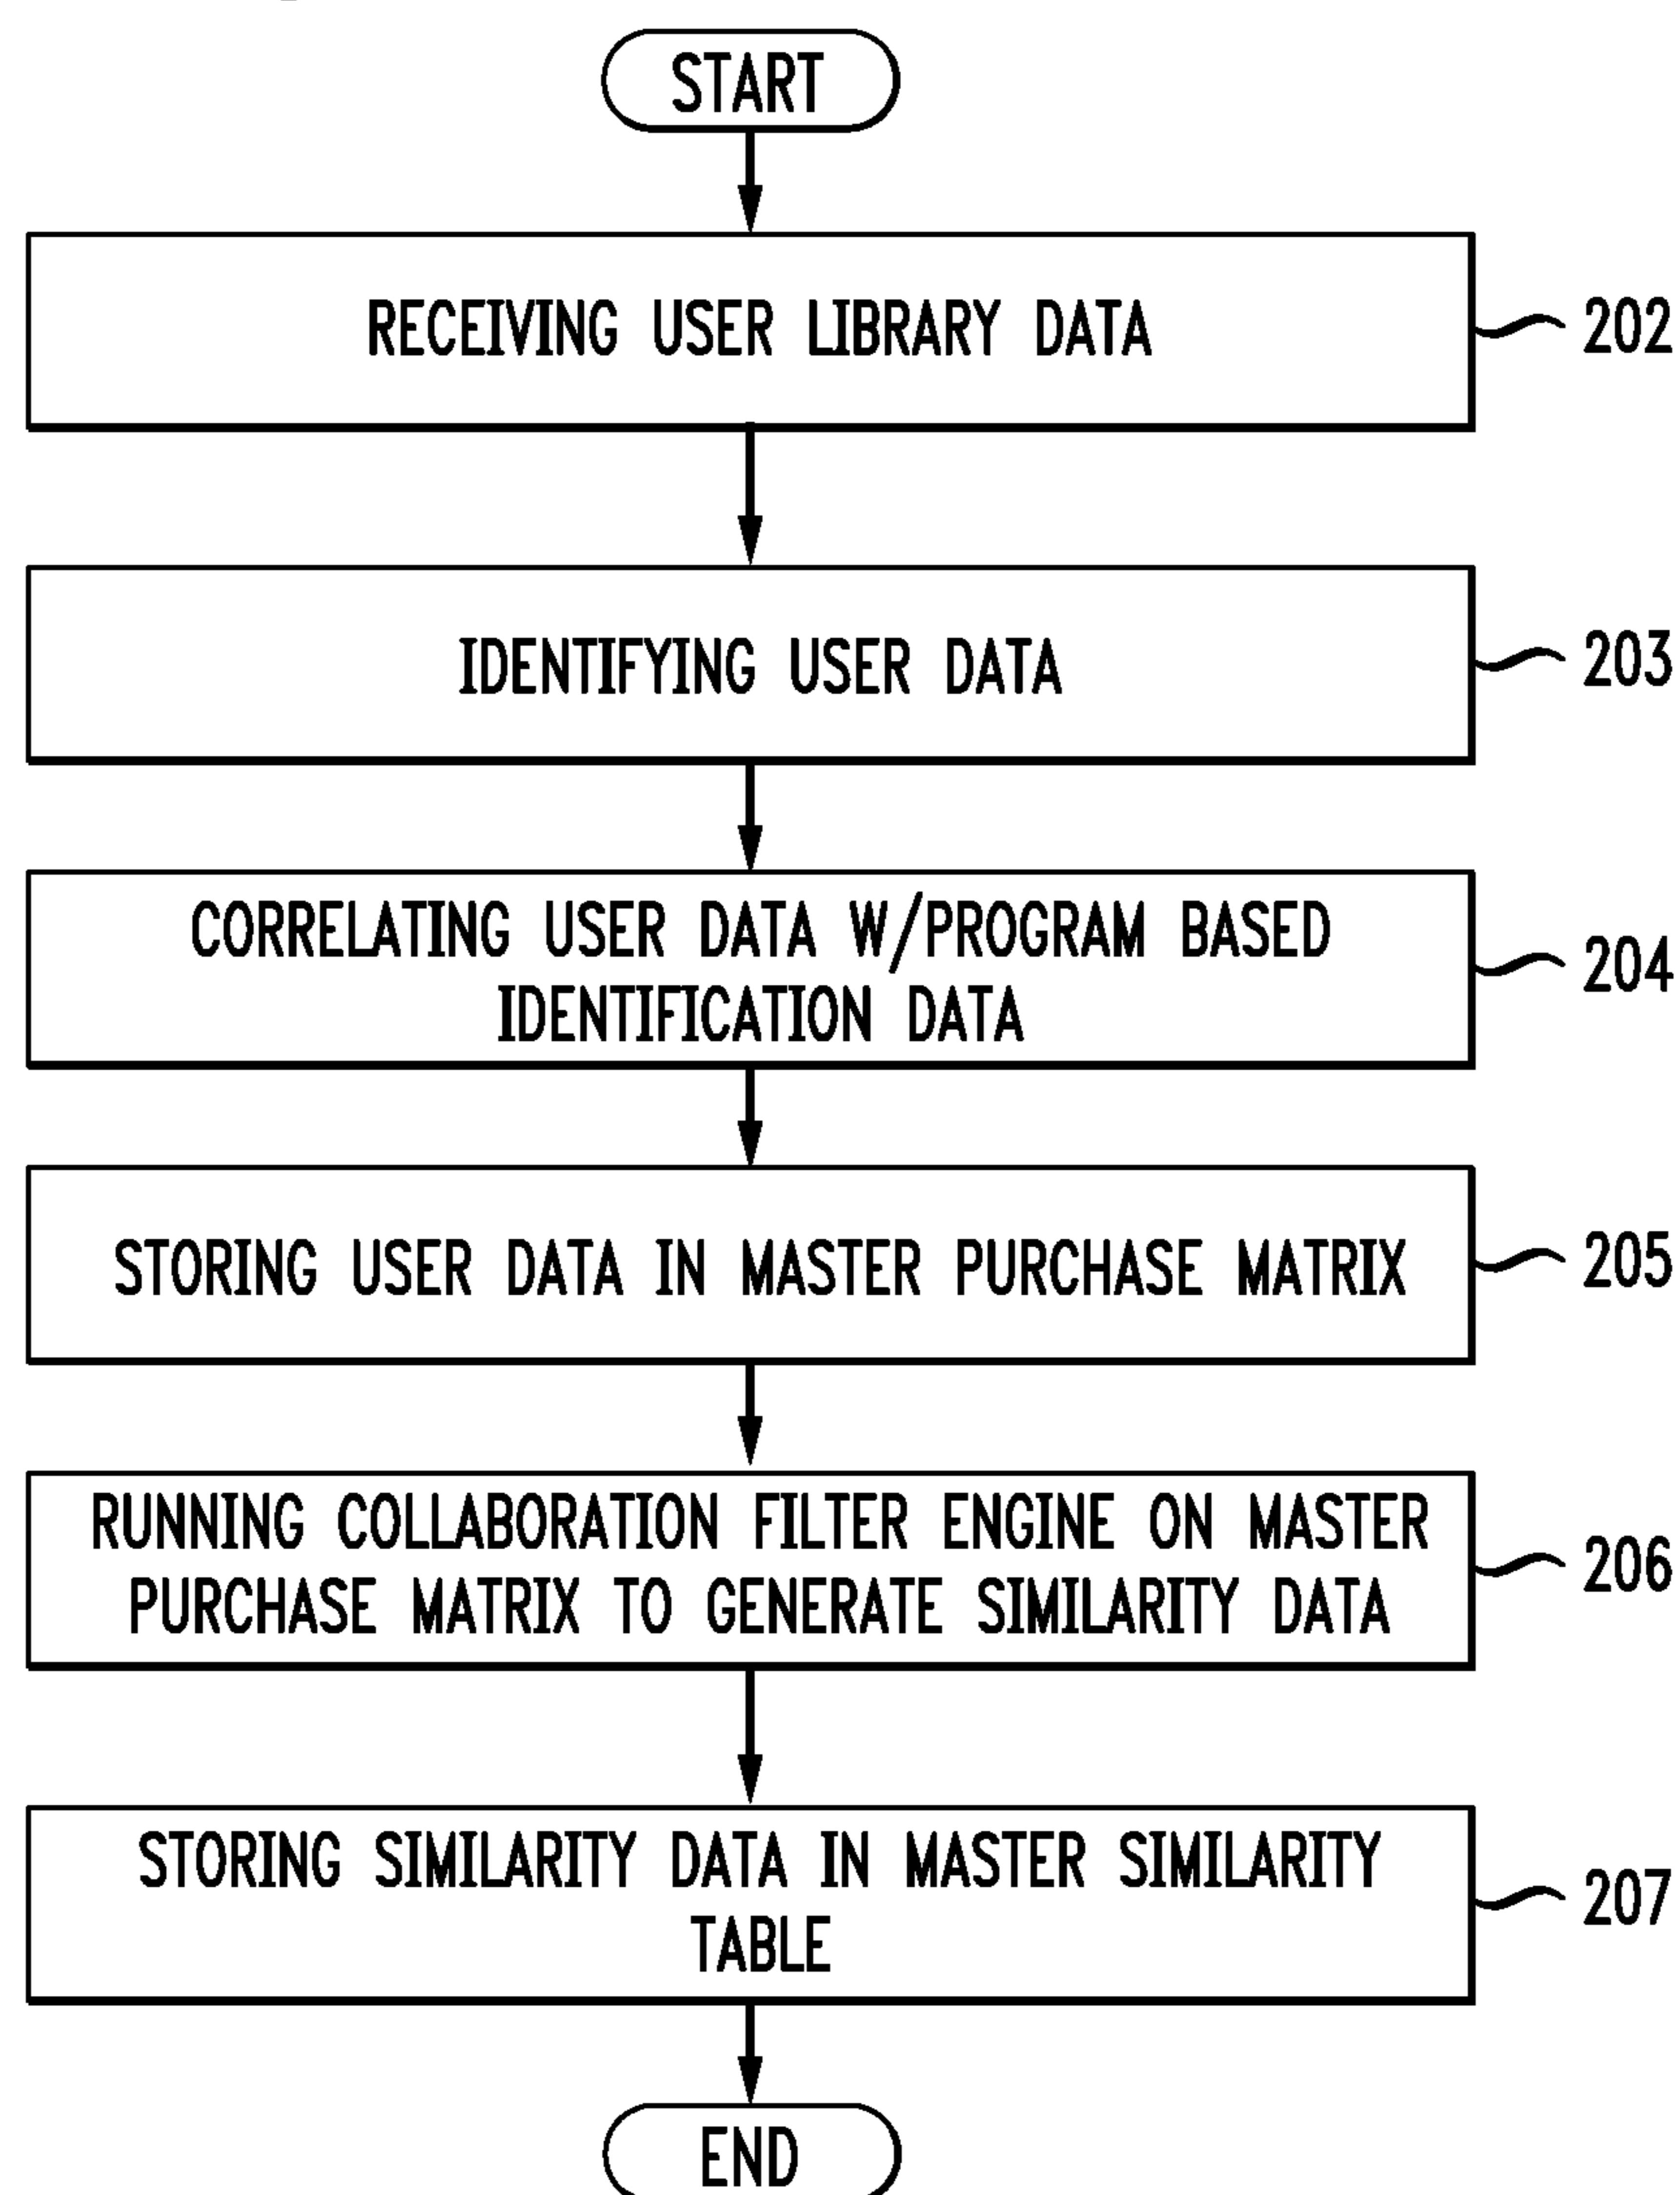 START
RECEIVING USER LIBRARY DATA
202
IDENTIFYING USER DATA
203
CORRELATING USER DATA W/PROGRAM BASED
IDENTIFICATION DATA
204
STORING USER DATA IN MASTER PURCHASE MATRIX
205
RUNNING COLLABORATION FILTER ENGINE ON MASTER
PURCHASE MATRIX TO GENERATE SIMILARITY DATA
206
STORING SIMILARITY DATA IN MASTER SIMILARITY
TABLE
207
END